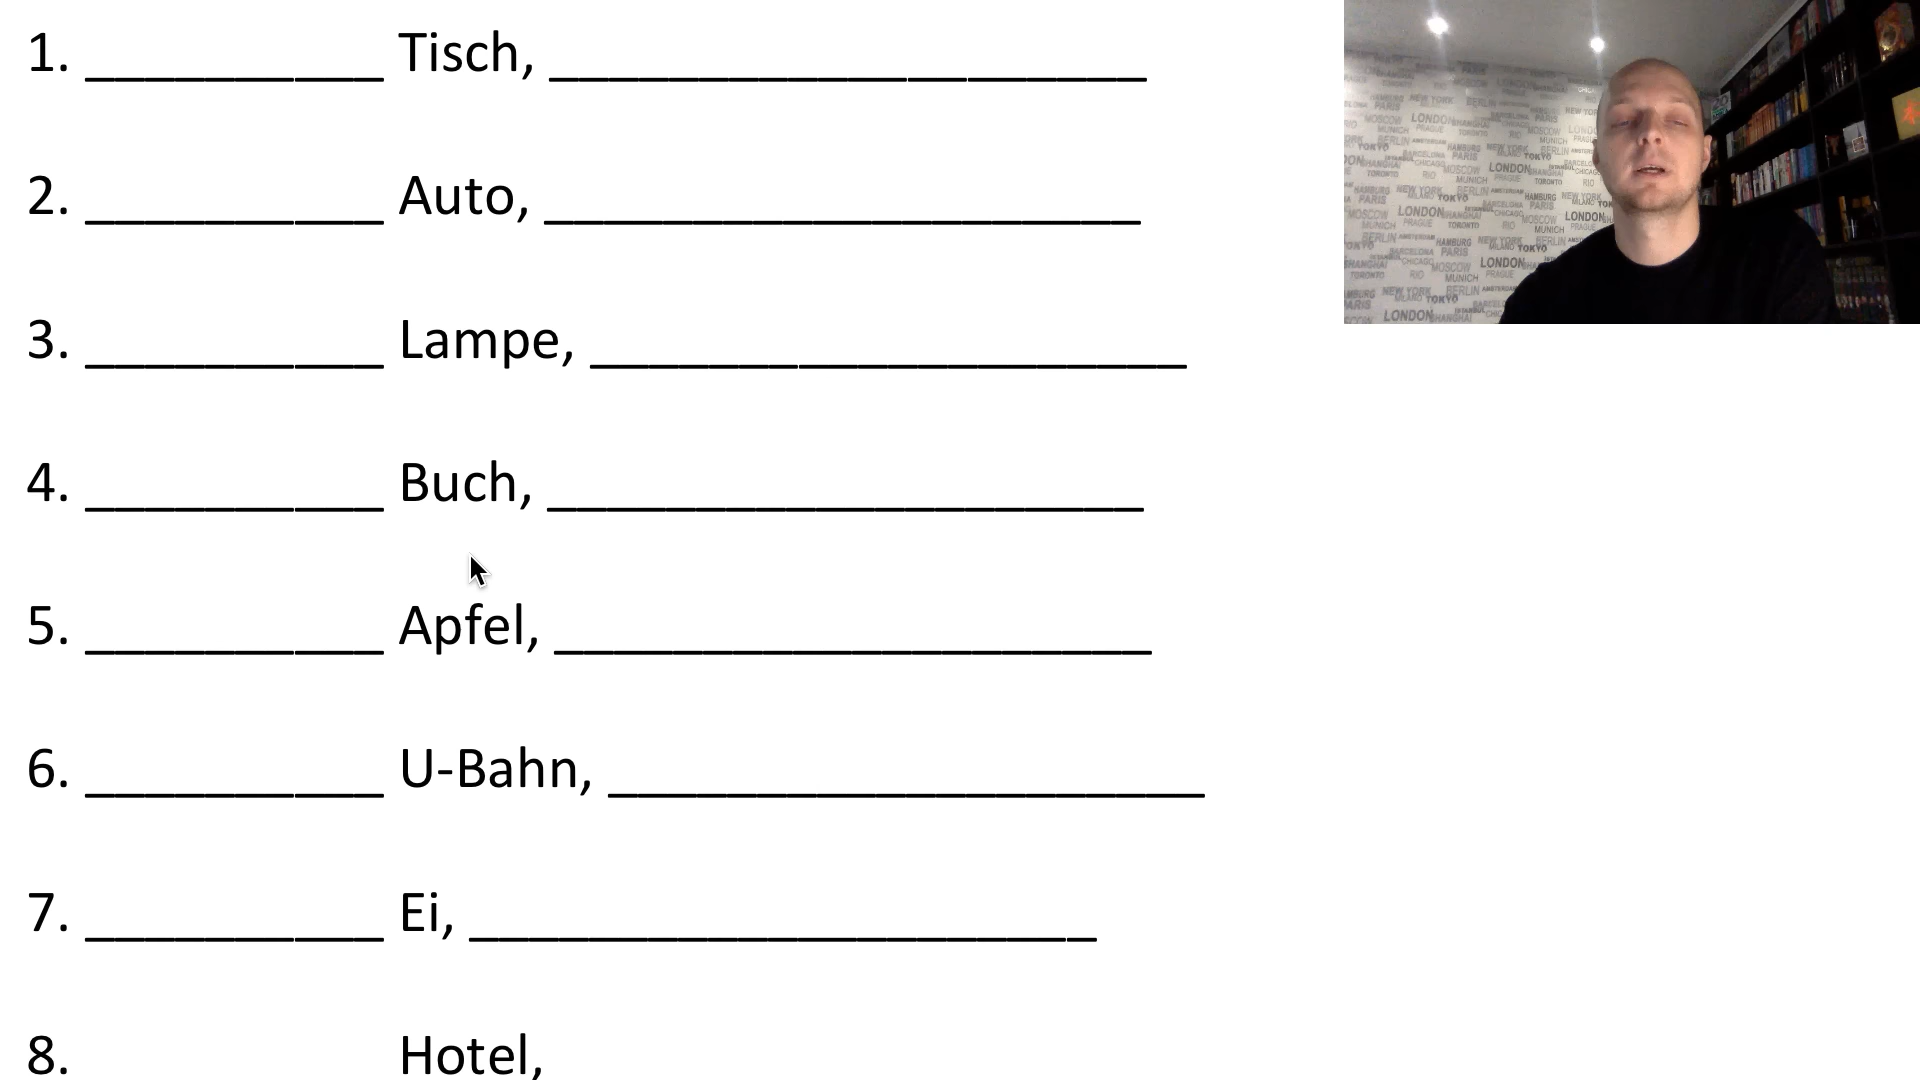 1. __________ Tisch, ____________________
2. __________ Auto, ____________________
3. __________ Lampe, ____________________
4. __________ Buch, ____________________
5. __________ Apfel, ____________________
6. __________ U-Bahn, ____________________
7. __________ Ei, _____________________
8. Hotel,